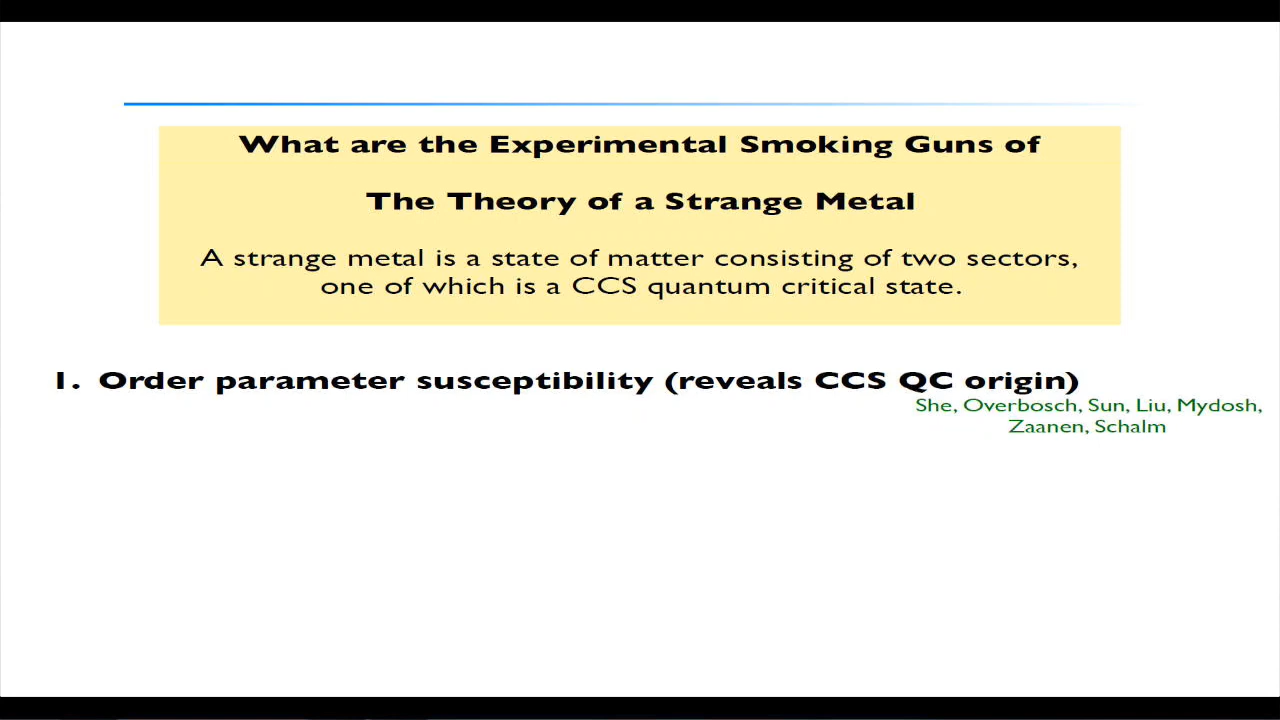 What are the Experimental Smoking Guns of
The Theory of a Strange Metal
A strange metal is a state of matter consisting of two sectors,
one of which is a CCS quantum critical state.
1. Order parameter susceptibility (reveals CCS QC origin)
She, Overbosch, Sun, Liu, Mydosh,
Zaanen, Schalm